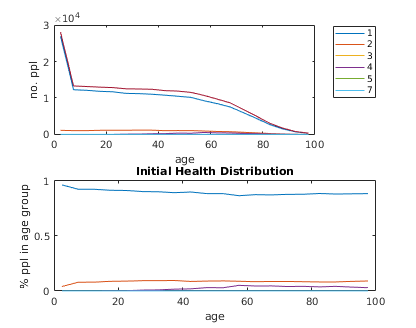 ×10⁴
3
2
1
0
no. ppl
0 20 40 60 80 100
age
1
2
3
4
5
7
Initial Health Distribution
1
0.5
0
% ppl in age group
0 20 40 60 80 100
age